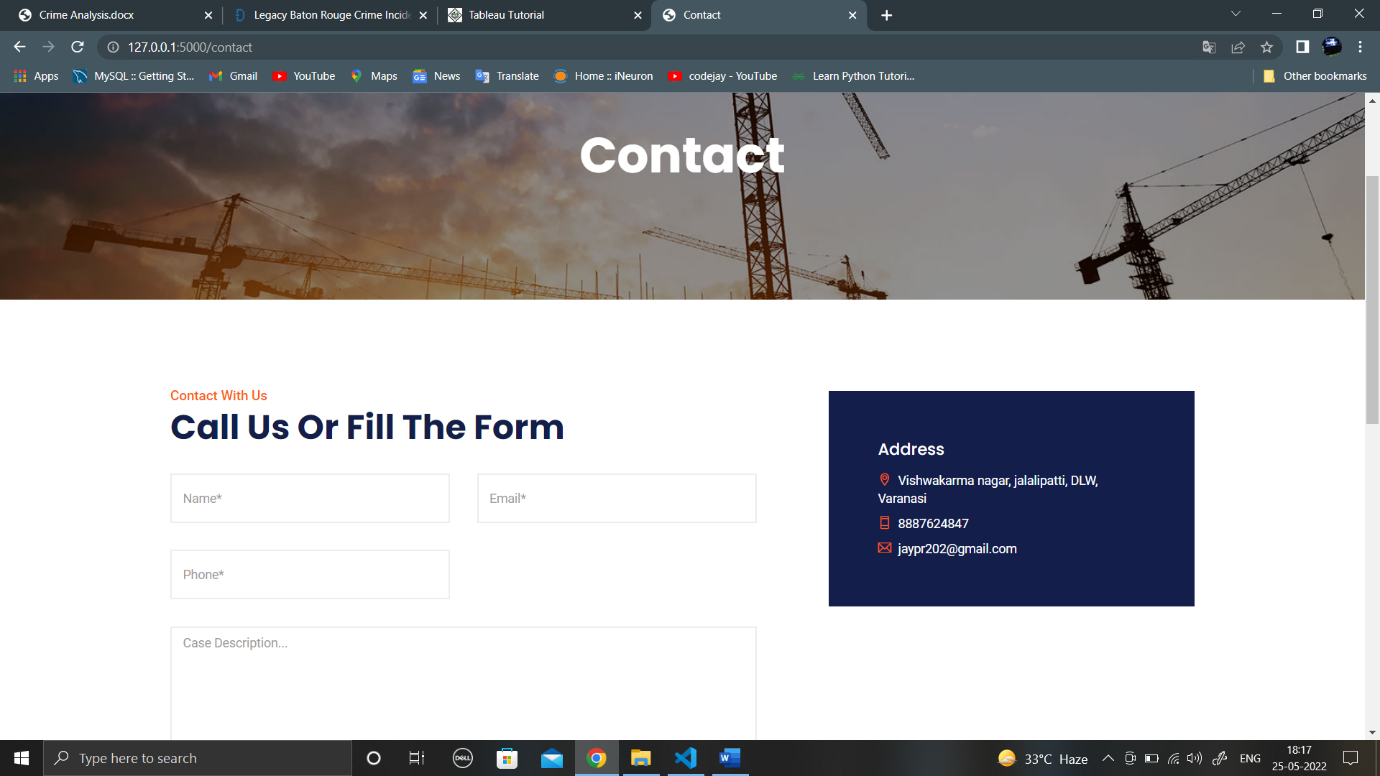 Crime Analysis.docx
Legacy Baton Rouge Crime Incide
Tableau Tutorial
Contact
127.0.0.1:5000/contact
Apps
MySQL :: Getting St...
Gmail
YouTube
Maps
News
Translate
Home :: iNeuron
codejay - YouTube
Learn Python Tutori...
Other bookmarks
Contact
Contact With Us
Call Us Or Fill The Form
Name*
Email*
Phone*
Case Description...
Address
Vishwakarma nagar, jalalipatti, DLW,
Varanasi
8887624847
jaypr202@gmail.com
Type here to search
DELL
33°C Haze
ENG
18:17
25-05-2022